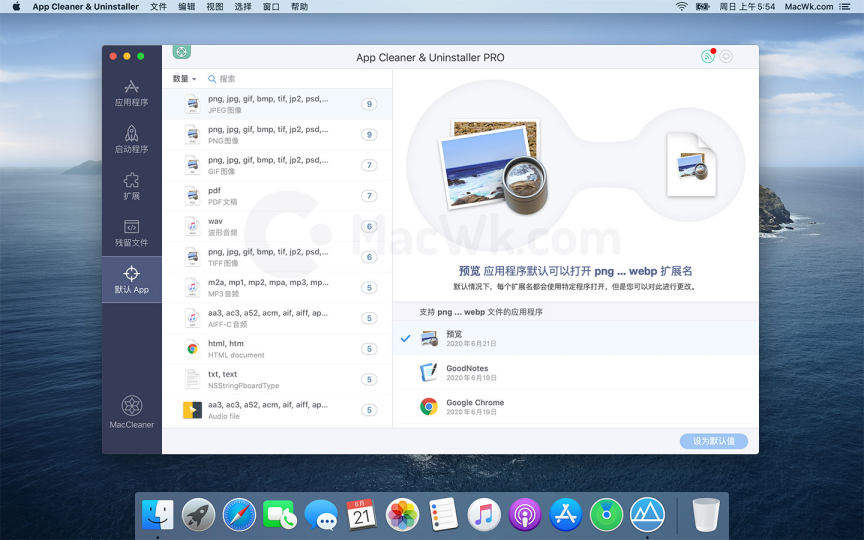 App Cleaner & Uninstaller 文件 编辑 视图 选择 窗口 帮助 周日 上午 5:54 MacWk.com
App Cleaner & Uninstaller PRO
应用程序
启动程序
扩展
残留文件
默认 App
MacCleaner
数量 搜索
png, jpg, gif, bmp, tif, jp2, psd,... 9
JPEG图像
png, jpg, gif, bmp, tif, jp2, psd,... 9
PNG图像
png, jpg, gif, bmp, tif, jp2, psd,... 7
GIF图像
pdf 7
PDF文稿
wav 6
波形音频
png, jpg, gif, bmp, tif, jp2, psd,... 6
TIFF图像
m2a, mp1, mp2, mpa, mp3, mp... 5
MP3音频
aa3, ac3, a52, acm, aif, aiff, ap... 5
AIFF-C音频
html, htm 5
HTML document
txt, text 5
NSStringPboardType
aa3, ac3, a52, acm, aif, aiff, ap... 5
Audio file
MacWk.com
预览 应用程序默认可以打开 png ... webp 扩展名
默认情况下，每个扩展名都会使用特定程序打开，但是您可以对此进行更改。
支持 png ... webp 文件的应用程序
预览
2020年6月21日
GoodNotes
2020年6月19日
Google Chrome
2020年6月19日
设为默认值
6月
21